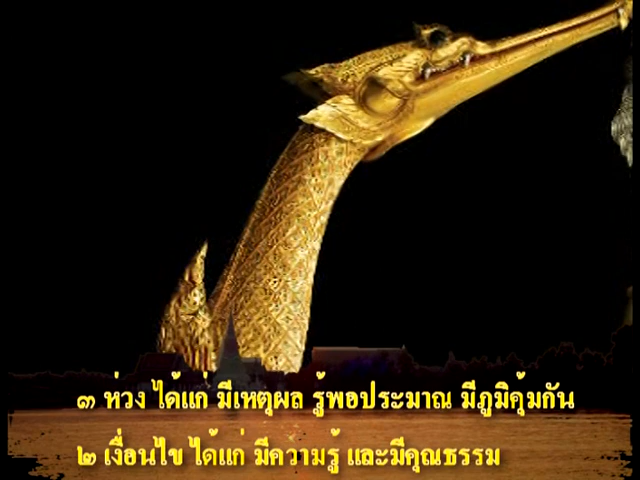 ๓ ห่วง ได้แก่ มีเหตุผล รู้พอประมาณ มีภูมิคุ้มกัน
๒ เงื่อนไข ได้แก่ มีความรู้ และมีคุณธรรม